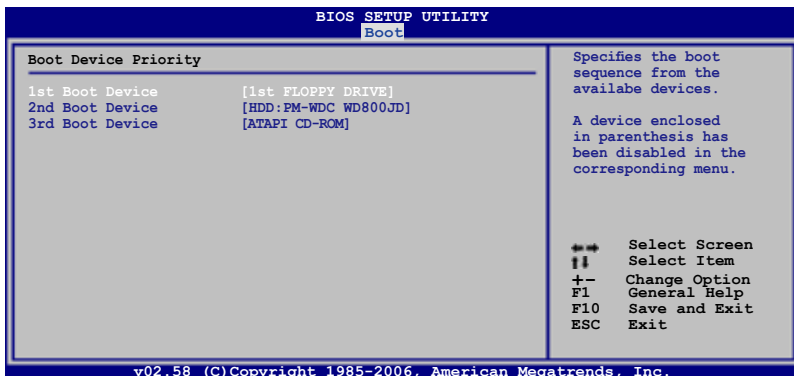 BIOS SETUP UTILITY
Boot
Boot Device Priority
1st Boot Device [1st FLOPPY DRIVE]
2nd Boot Device [HDD:PM-WDC WD800JD]
3rd Boot Device [ATAPI CD-ROM]
Specifies the boot
sequence from the
availabe devices.
A device enclosed
in parenthesis has
been disabled in the
corresponding menu.
←→ Select Screen
↑↓ Select Item
+- Change Option
F1 General Help
F10 Save and Exit
ESC Exit
v02.58 (C)Copyright 1985-2006, American Megatrends, Inc.